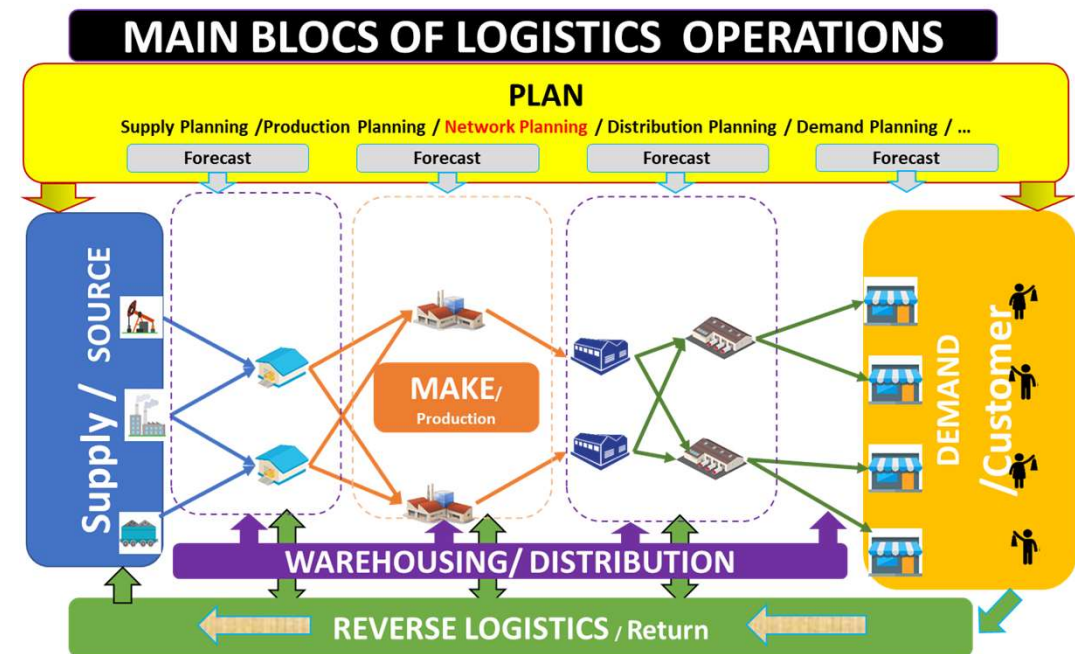 MAIN BLOCS OF LOGISTICS OPERATIONS
PLAN
Supply Planning /Production Planning / Network Planning / Distribution Planning / Demand Planning / ...
Forecast
Forecast
Forecast
Forecast
Supply / SOURCE
MAKE/
Production
DEMAND
/Customer
WAREHOUSING/ DISTRIBUTION
REVERSE LOGISTICS / Return